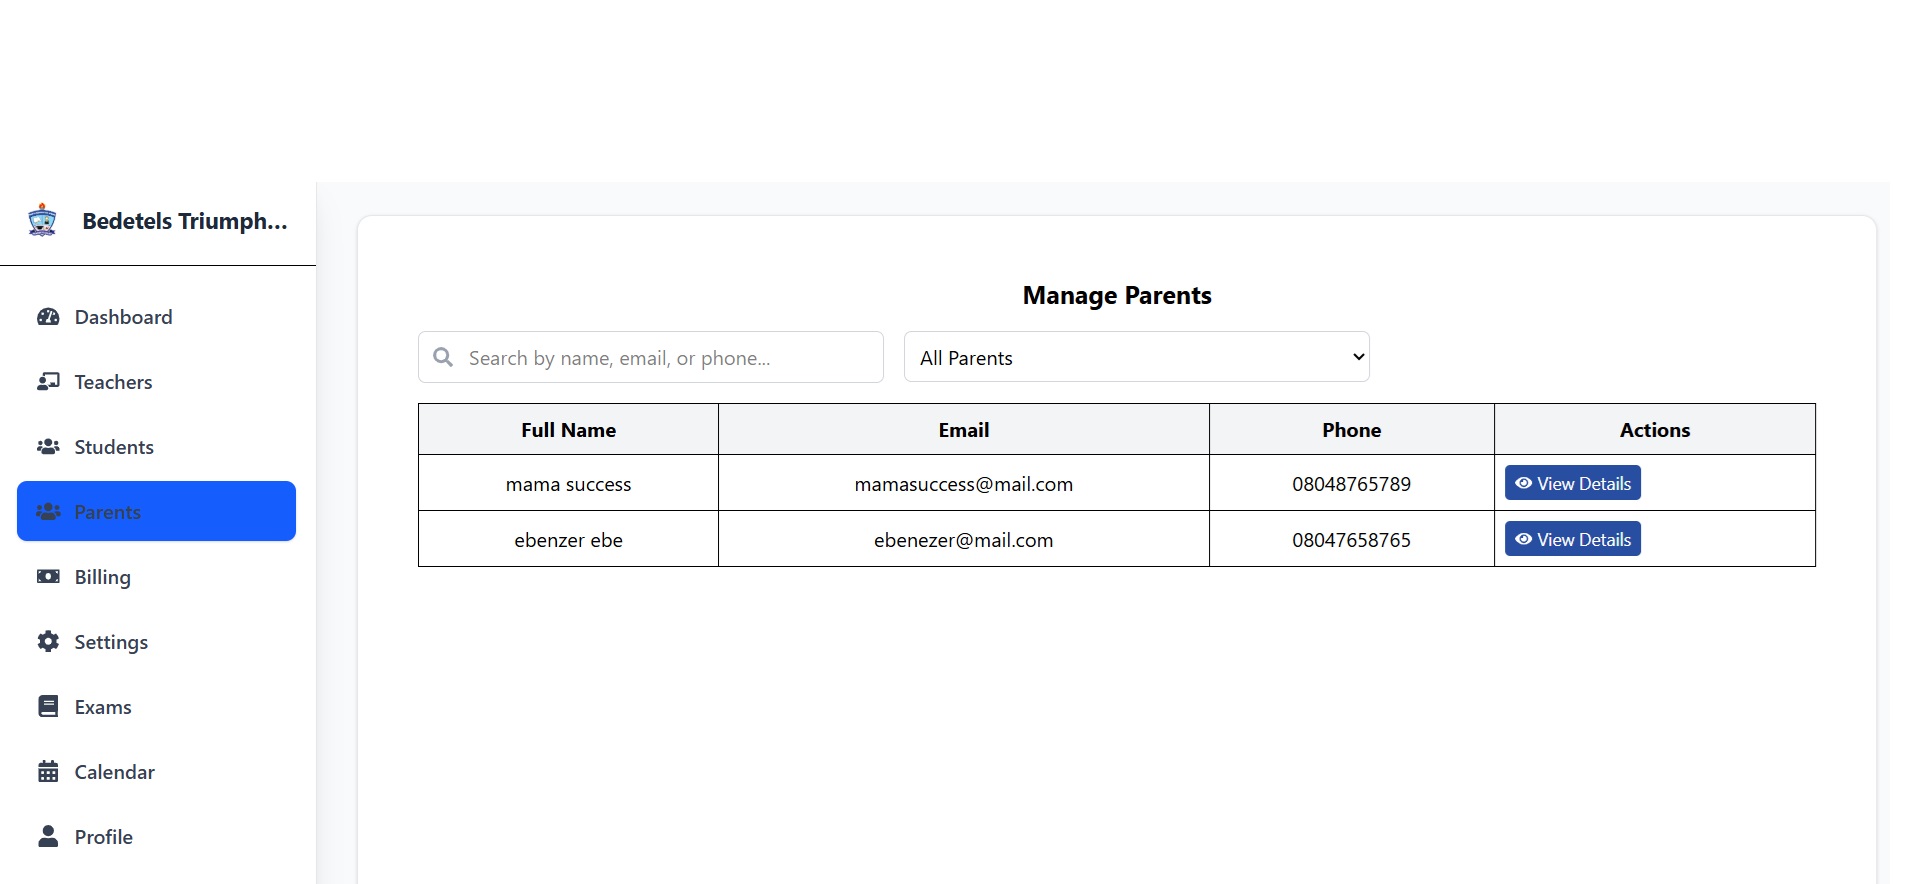 Bedetels Triumph...
Dashboard
Teachers
Students
Parents
Billing
Settings
Exams
Calendar
Profile
Manage Parents
Search by name, email, or phone...
All Parents
Full Name Email Phone Actions
mama success mamasuccess@mail.com 08048765789 View Details
ebenzer ebe ebenezer@mail.com 08047658765 View Details